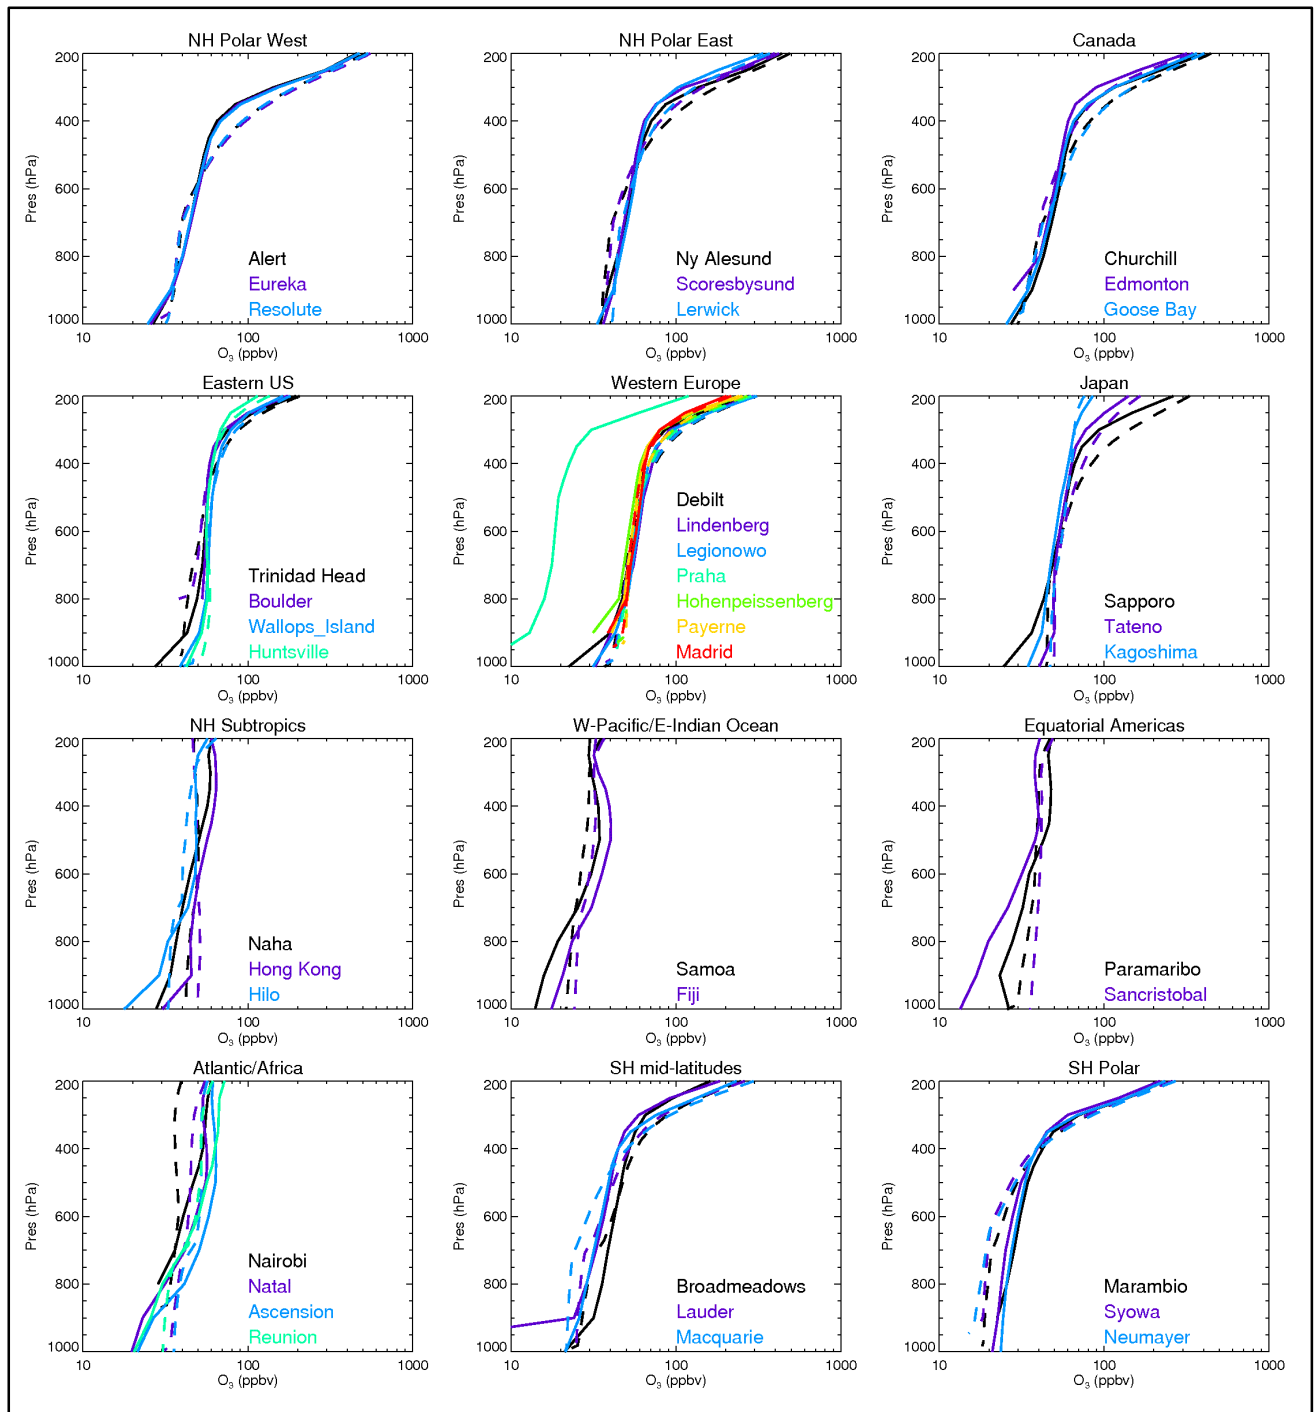 NH Polar West
NH Polar East
Canada
200
400
600
800
1000
Pres (hPa)
Alert
Eureka
Resolute
10
100
1000
O3 (ppbv)
200
400
600
800
1000
Pres (hPa)
Ny Alesund
Scoresbysund
Lerwick
10
100
1000
O3 (ppbv)
200
400
600
800
1000
Pres (hPa)
Churchill
Edmonton
Goose Bay
10
100
1000
O3 (ppbv)
Eastern US
Western Europe
Japan
200
400
600
800
1000
Pres (hPa)
Trinidad Head
Boulder
Wallops_Island
Huntsville
10
100
1000
O3 (ppbv)
200
400
600
800
1000
Pres (hPa)
Debilt
Lindenberg
Legionowo
Praha
Hohenpeissenberg
Payerne
Madrid
10
100
1000
O3 (ppbv)
200
400
600
800
1000
Pres (hPa)
Sapporo
Tateno
Kagoshima
10
100
1000
O3 (ppbv)
NH Subtropics
W-Pacific/E-Indian Ocean
Equatorial Americas
200
400
600
800
1000
Pres (hPa)
Naha
Hong Kong
Hilo
10
100
1000
O3 (ppbv)
200
400
600
800
1000
Pres (hPa)
Samoa
Fiji
10
100
1000
O3 (ppbv)
200
400
600
800
1000
Pres (hPa)
Paramaribo
Sancristobal
10
100
1000
O3 (ppbv)
Atlantic/Africa
SH mid-latitudes
SH Polar
200
400
600
800
1000
Pres (hPa)
Nairobi
Natal
Ascension
Reunion
10
100
1000
O3 (ppbv)
200
400
600
800
1000
Pres (hPa)
Broadmeadows
Lauder
Macquarie
10
100
1000
O3 (ppbv)
200
400
600
800
1000
Pres (hPa)
Marambio
Syowa
Neumayer
10
100
1000
O3 (ppbv)